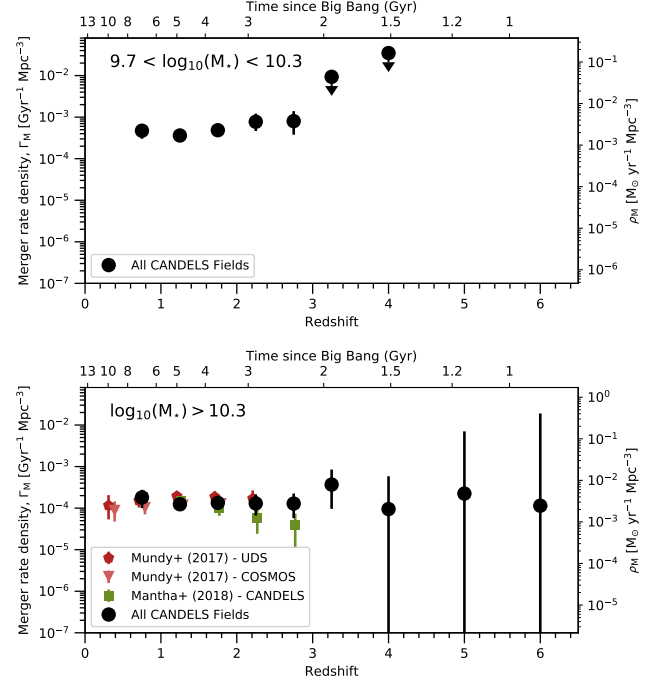 Time since Big Bang (Gyr)
13 10 8 7 6 5 4 3 2 1.5 1.2 1
9.7 < log₁₀(M⋆) < 10.3
Merger rate density, Γ_M [Gyr⁻¹ Mpc⁻³]
10⁻² 10⁻³ 10⁻⁴ 10⁻⁵ 10⁻⁶ 10⁻⁷
ρ_M [M⊙ yr⁻¹ Mpc⁻³]
10⁻¹ 10⁻² 10⁻³ 10⁻⁴ 10⁻⁵ 10⁻⁶
All CANDELS Fields
0 1 2 3 4 5 6
Redshift
Time since Big Bang (Gyr)
13 10 8 7 6 5 4 3 2 1.5 1.2 1
log₁₀(M⋆) > 10.3
Merger rate density, Γ_M [Gyr⁻¹ Mpc⁻³]
10⁻² 10⁻³ 10⁻⁴ 10⁻⁵ 10⁻⁶ 10⁻⁷
ρ_M [M⊙ yr⁻¹ Mpc⁻³]
10⁰ 10⁻¹ 10⁻² 10⁻³ 10⁻⁴ 10⁻⁵
Mundy+ (2017) - UDS
Mundy+ (2017) - COSMOS
Mantha+ (2018) - CANDELS
All CANDELS Fields
0 1 2 3 4 5 6
Redshift